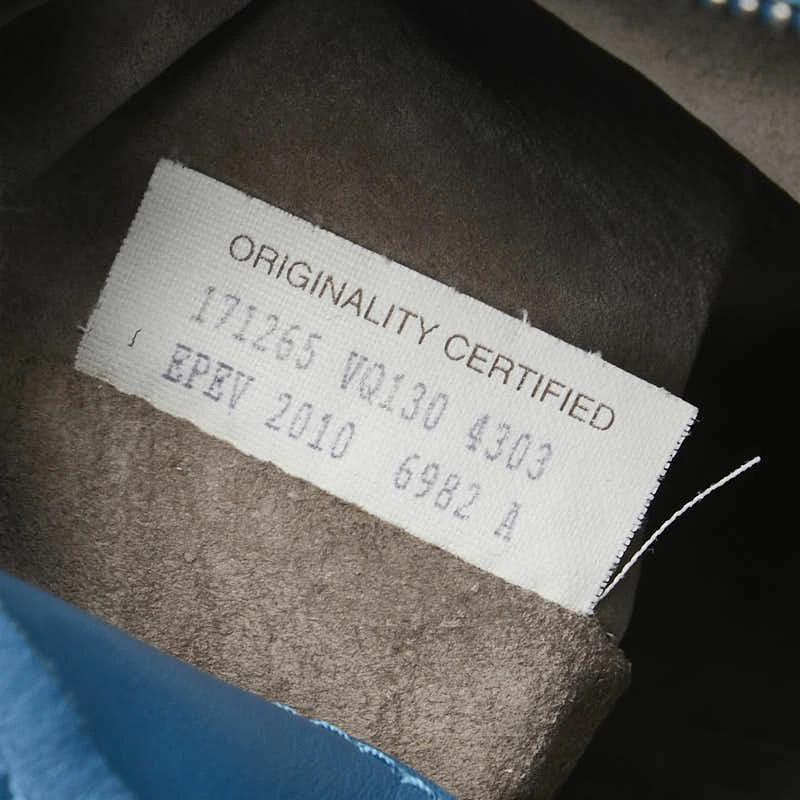 ORIGINALITY CERTIFIED
171265 VQ130 4303
EPEV 2010 6982 A